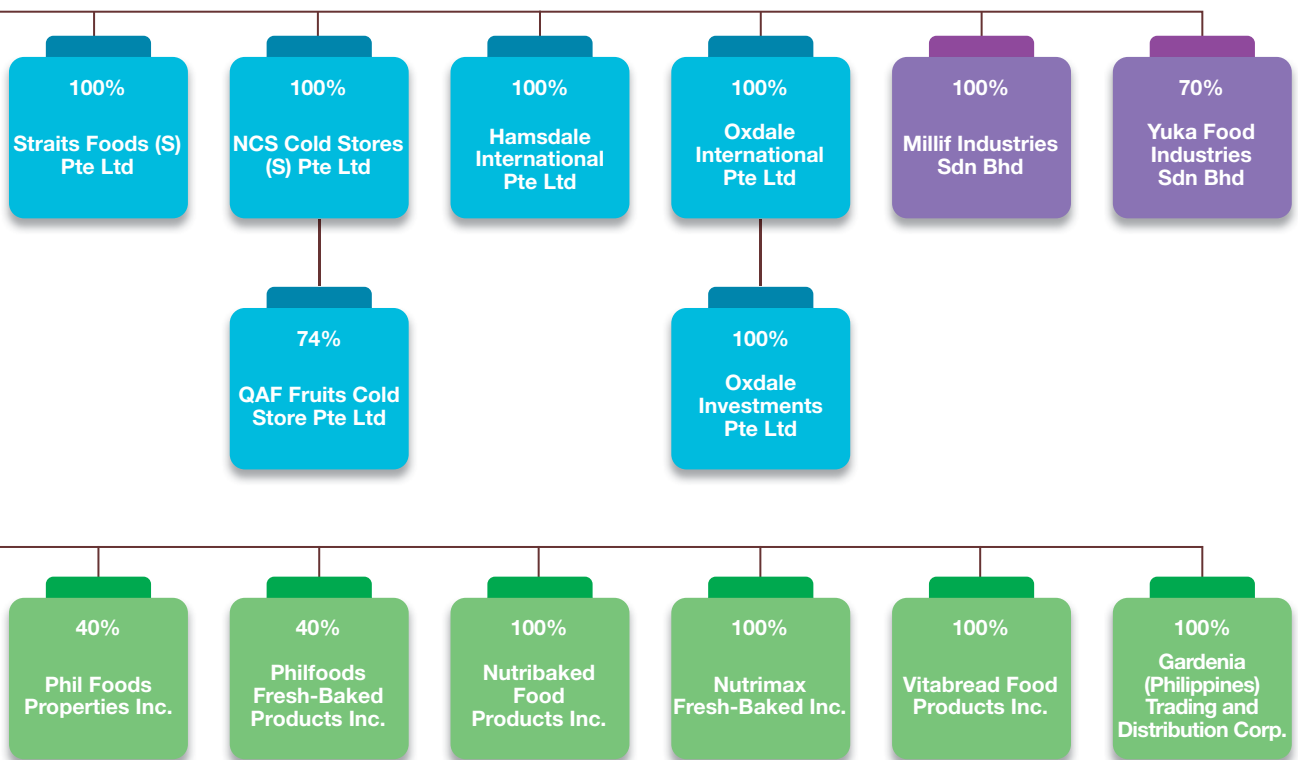 100%
Straits Foods (S)
Pte Ltd
100%
NCS Cold Stores
(S) Pte Ltd
100%
Hamsdale
International
Pte Ltd
100%
Oxdale
International
Pte Ltd
100%
Millif Industries
Sdn Bhd
70%
Yuka Food
Industries
Sdn Bhd
74%
QAF Fruits Cold
Store Pte Ltd
100%
Oxdale
Investments
Pte Ltd
40%
Phil Foods
Properties Inc.
40%
Philfoods
Fresh-Baked
Products Inc.
100%
Nutribaked
Food
Products Inc.
100%
Nutrimax
Fresh-Baked Inc.
100%
Vitabread Food
Products Inc.
100%
Gardenia
(Philippines)
Trading and
Distribution Corp.